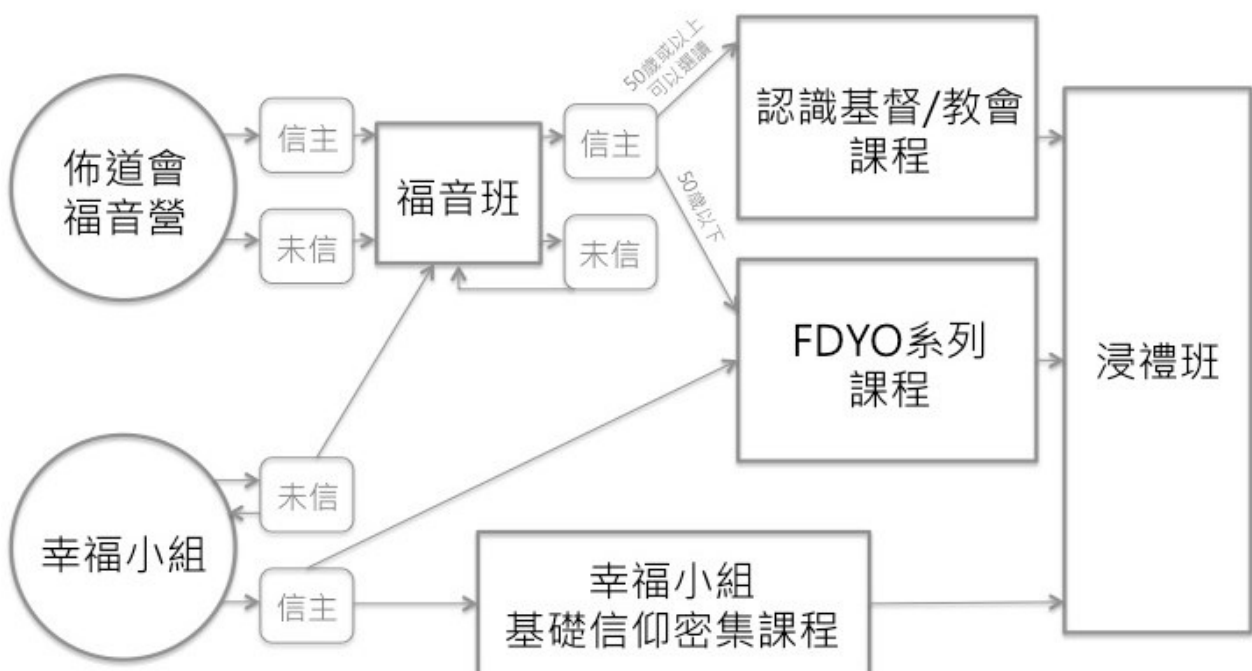 佈道會
福音營
信主
未信
福音班
信主
未信
50歲或以上
可以選讀
50歲以下
認識基督/教會
課程
FDYO系列
課程
浸禮班
幸福小組
未信
信主
幸福小組
基礎信仰密集課程